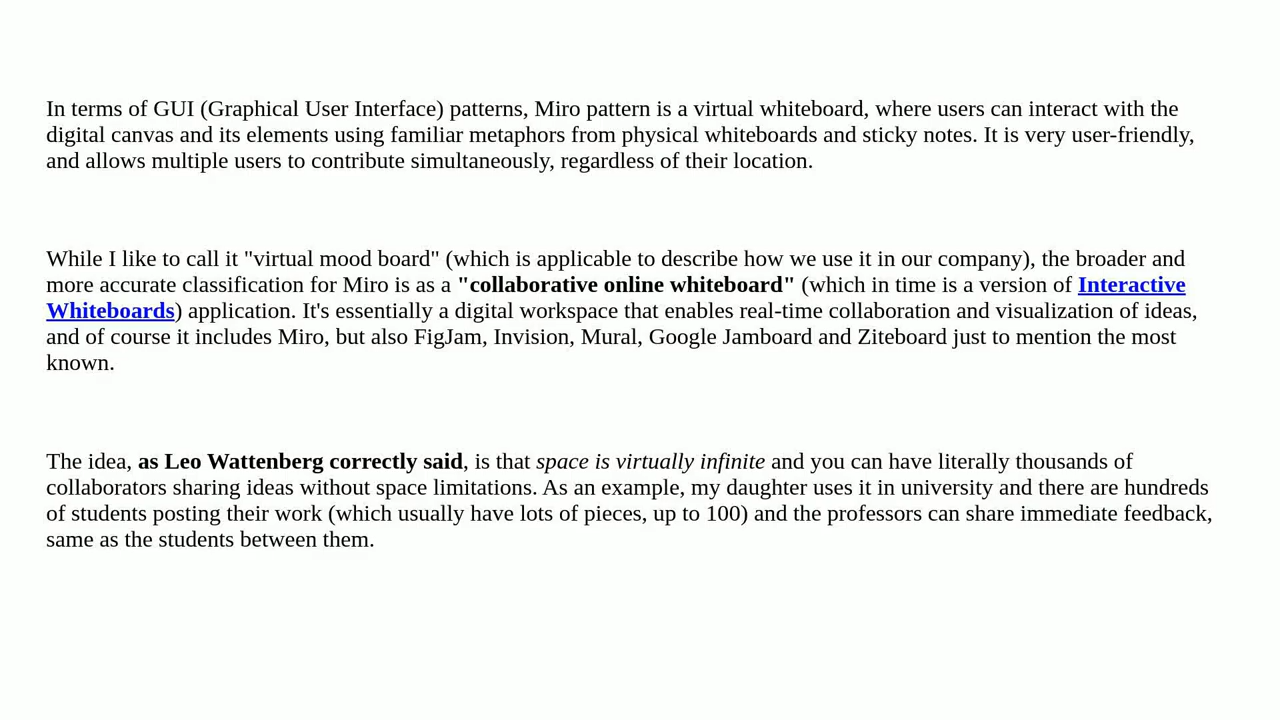 In terms of GUI (Graphical User Interface) patterns, Miro pattern is a virtual whiteboard, where users can interact with the
digital canvas and its elements using familiar metaphors from physical whiteboards and sticky notes. It is very user-friendly,
and allows multiple users to contribute simultaneously, regardless of their location.
While I like to call it "virtual mood board" (which is applicable to describe how we use it in our company), the broader and
more accurate classification for Miro is as a "collaborative online whiteboard" (which in time is a version of Interactive
Whiteboards) application. It's essentially a digital workspace that enables real-time collaboration and visualization of ideas,
and of course it includes Miro, but also FigJam, Invision, Mural, Google Jamboard and Ziteboard just to mention the most
known.
The idea, as Leo Wattenberg correctly said, is that space is virtually infinite and you can have literally thousands of
collaborators sharing ideas without space limitations. As an example, my daughter uses it in university and there are hundreds
of students posting their work (which usually have lots of pieces, up to 100) and the professors can share immediate feedback,
same as the students between them.